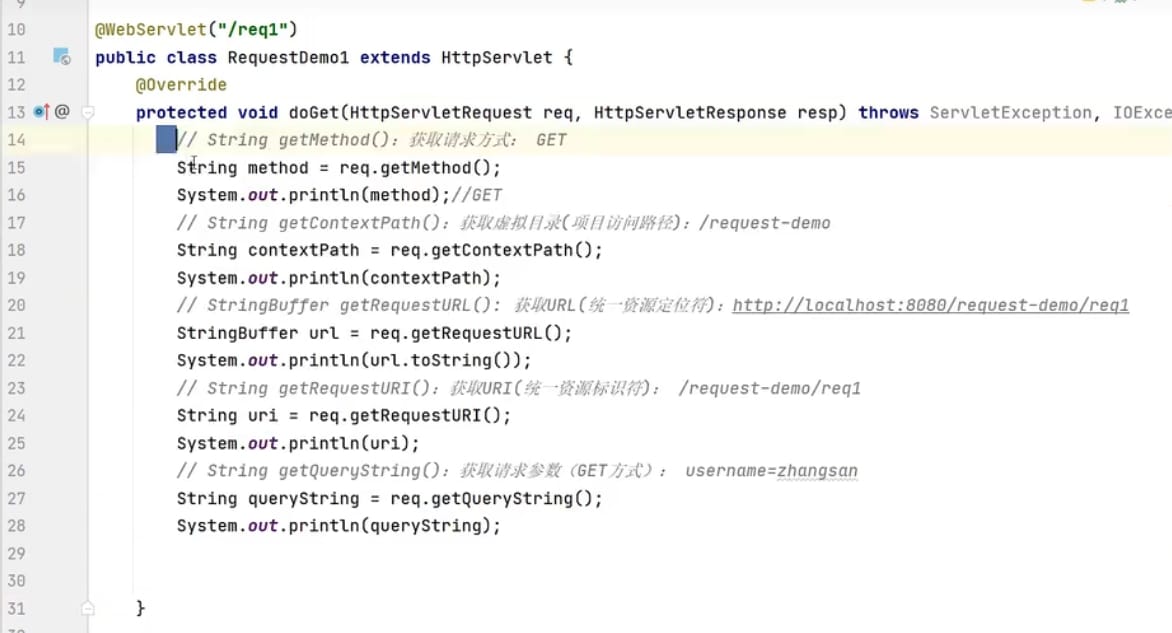 10 @WebServlet("/req1")
11 public class RequestDemo1 extends HttpServlet {
12 @Override
13 @ protected void doGet(HttpServletRequest req, HttpServletResponse resp) throws ServletException, IOExce
14 // String getMethod()：获取请求方式： GET
15 String method = req.getMethod();
16 System.out.println(method);//GET
17 // String getContextPath()：获取虚拟目录(项目访问路径)：/request-demo
18 String contextPath = req.getContextPath();
19 System.out.println(contextPath);
20 // StringBuffer getRequestURL(): 获取URL(统一资源定位符)：http://localhost:8080/request-demo/req1
21 StringBuffer url = req.getRequestURL();
22 System.out.println(url.toString());
23 // String getRequestURI()：获取URI(统一资源标识符)： /request-demo/req1
24 String uri = req.getRequestURI();
25 System.out.println(uri);
26 // String getQueryString()：获取请求参数（GET方式）： username=zhangsan
27 String queryString = req.getQueryString();
28 System.out.println(queryString);
29
30
31 }